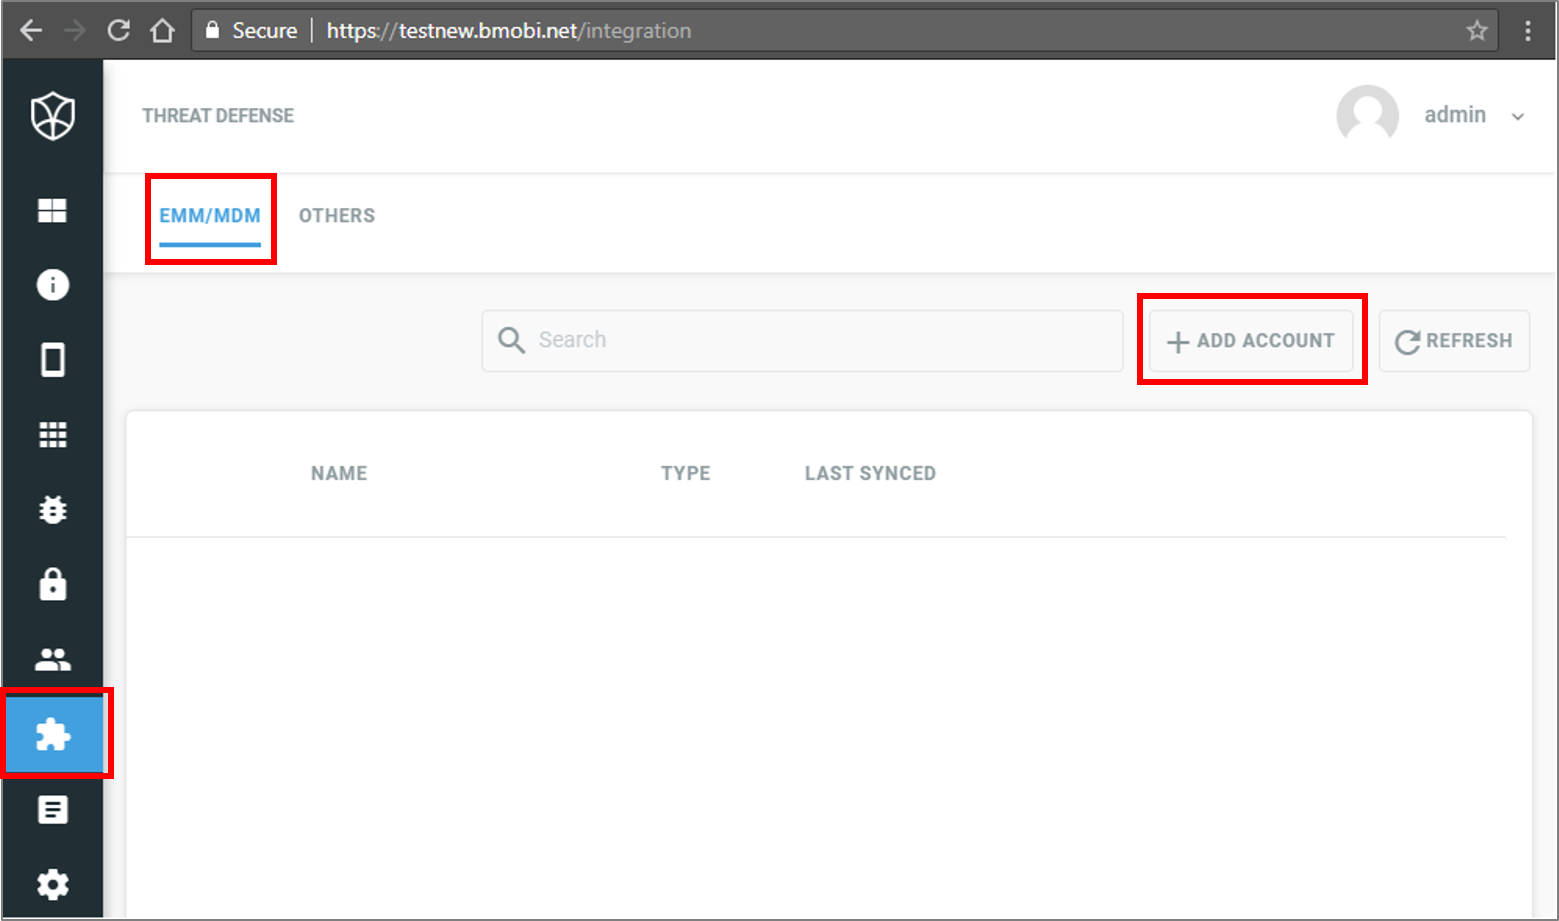 Secure https://testnew.bmobi.net/integration
THREAT DEFENSE
admin
EMM/MDM OTHERS
Search
ADD ACCOUNT
REFRESH
NAME TYPE LAST SYNCED